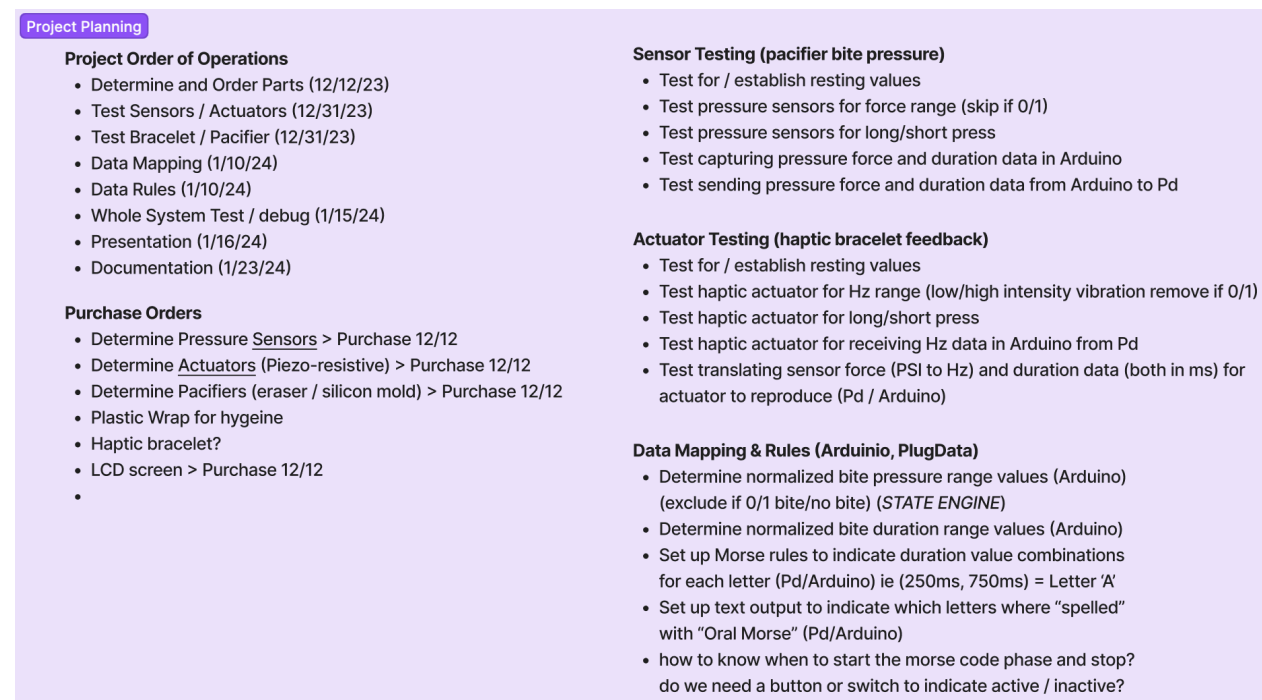 Project Planning
Project Order of Operations
• Determine and Order Parts (12/12/23)
• Test Sensors / Actuators (12/31/23)
• Test Bracelet / Pacifier (12/31/23)
• Data Mapping (1/10/24)
• Data Rules (1/10/24)
• Whole System Test / debug (1/15/24)
• Presentation (1/16/24)
• Documentation (1/23/24)
Purchase Orders
• Determine Pressure Sensors > Purchase 12/12
• Determine Actuators (Piezo-resistive) > Purchase 12/12
• Determine Pacifiers (eraser / silicon mold) > Purchase 12/12
• Plastic Wrap for hygeine
• Haptic bracelet?
• LCD screen > Purchase 12/12
•
Sensor Testing (pacifier bite pressure)
• Test for / establish resting values
• Test pressure sensors for force range (skip if 0/1)
• Test pressure sensors for long/short press
• Test capturing pressure force and duration data in Arduino
• Test sending pressure force and duration data from Arduino to Pd
Actuator Testing (haptic bracelet feedback)
• Test for / establish resting values
• Test haptic actuator for Hz range (low/high intensity vibration remove if 0/1)
• Test haptic actuator for long/short press
• Test haptic actuator for receiving Hz data in Arduino from Pd
• Test translating sensor force (PSI to Hz) and duration data (both in ms) for
actuator to reproduce (Pd / Arduino)
Data Mapping & Rules (Arduinio, PlugData)
• Determine normalized bite pressure range values (Arduino)
(exclude if 0/1 bite/no bite) (STATE ENGINE)
• Determine normalized bite duration range values (Arduino)
• Set up Morse rules to indicate duration value combinations
for each letter (Pd/Arduino) ie (250ms, 750ms) = Letter ‘A’
• Set up text output to indicate which letters where “spelled”
with “Oral Morse” (Pd/Arduino)
• how to know when to start the morse code phase and stop?
do we need a button or switch to indicate active / inactive?